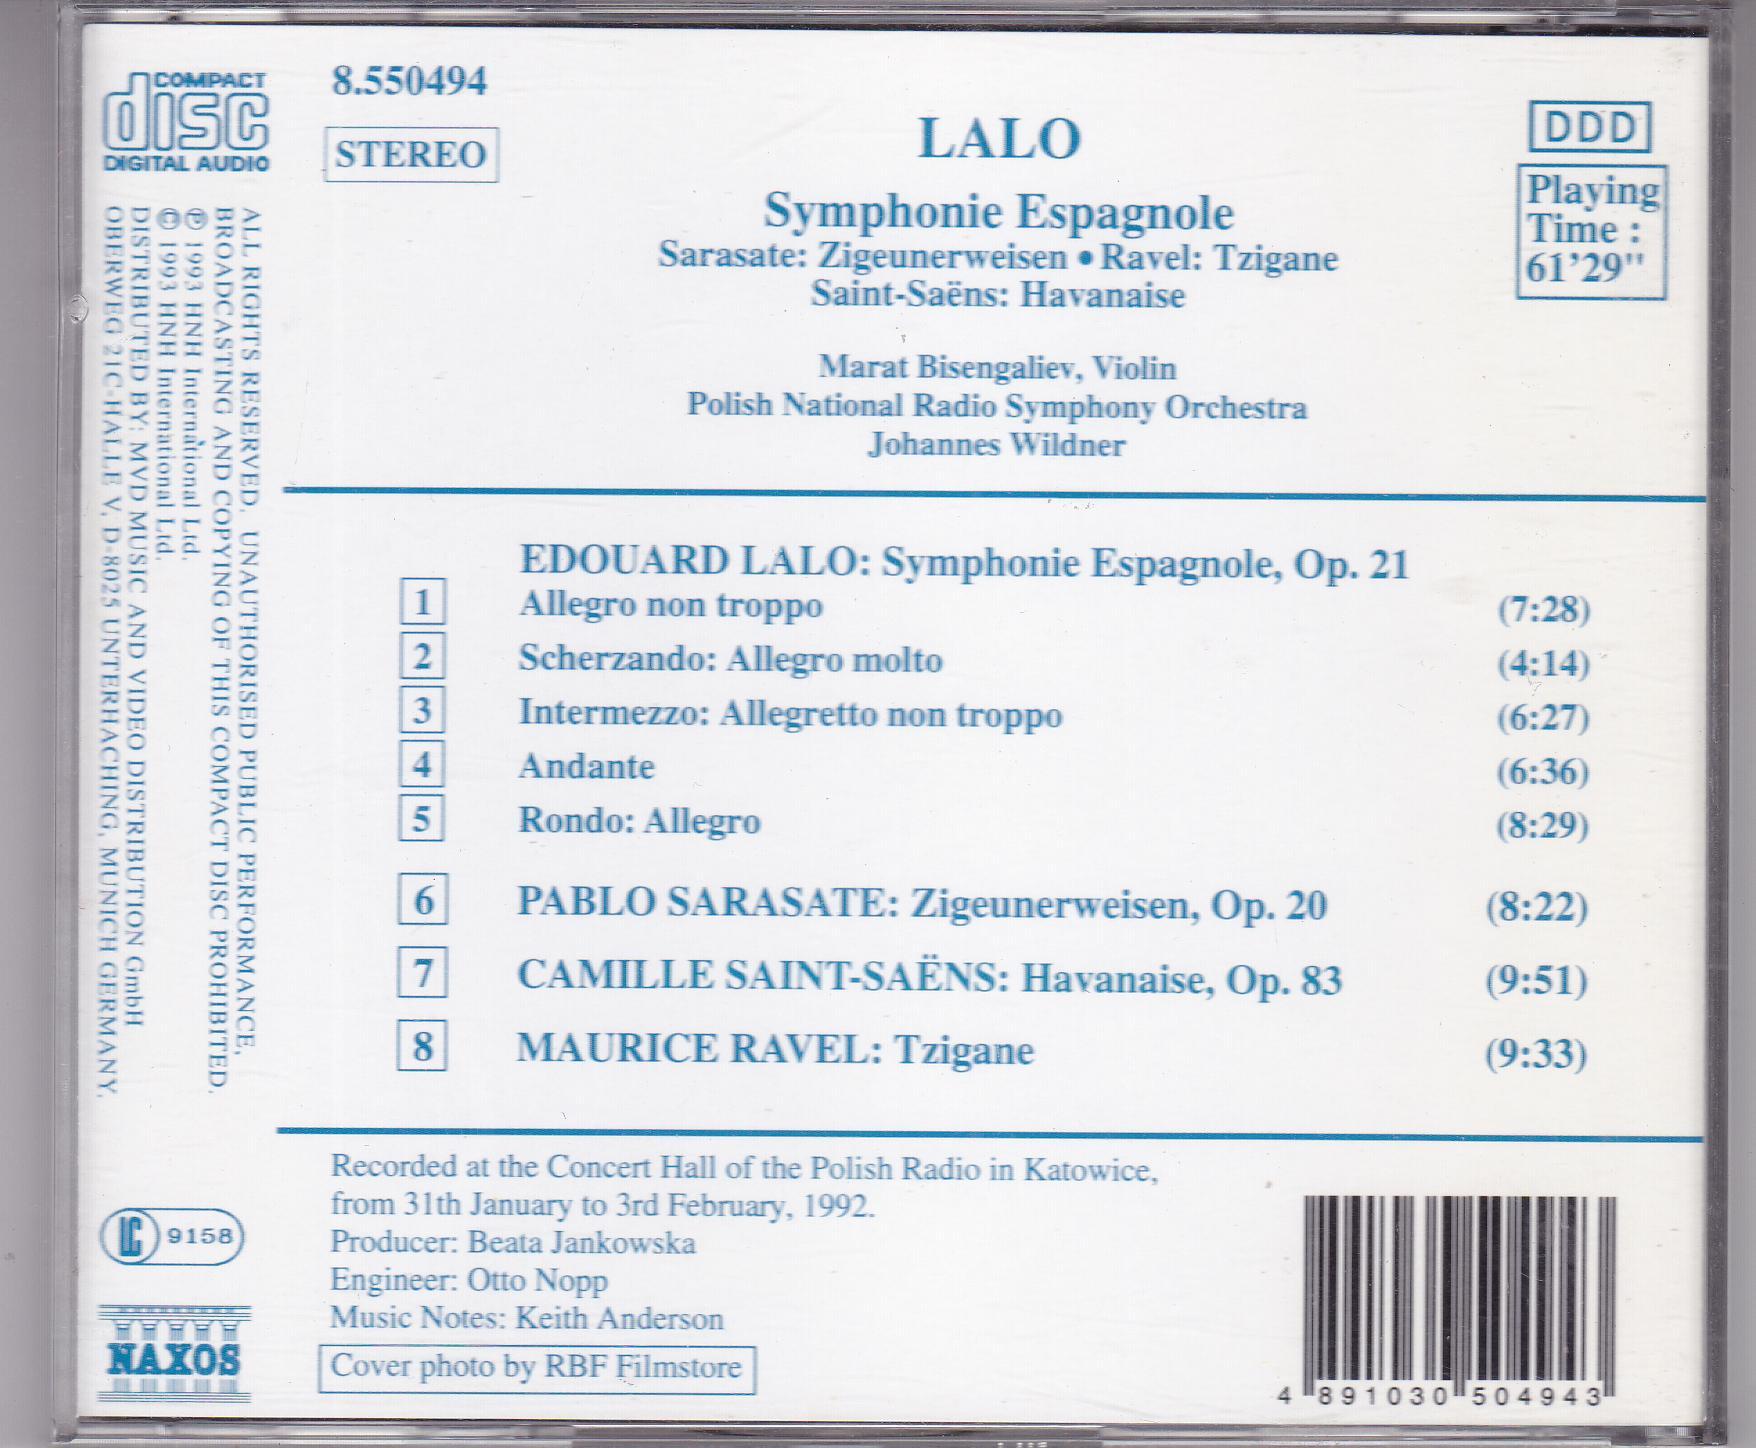 COMPACT
disc
DIGITAL AUDIO
8.550494
STEREO
LALO
Symphonie Espagnole
Sarasate: Zigeunerweisen • Ravel: Tzigane
Saint-Saëns: Havanaise
Marat Bisengaliev, Violin
Polish National Radio Symphony Orchestra
Johannes Wildner
DDD
Playing
Time :
61'29"
ALL RIGHTS RESERVED. UNAUTHORISED PUBLIC PERFORMANCE,
BROADCASTING AND COPYING OF THIS COMPACT DISC PROHIBITED.
℗ 1993 HNH International Ltd.
© 1993 HNH International Ltd.
DISTRIBUTED BY: MVD MUSIC AND VIDEO DISTRIBUTION GmbH
OBERWEG 21C-HALLE V, D-8025 UNTERHACHING, MUNICH GERMANY.
EDOUARD LALO: Symphonie Espagnole, Op. 21
1 Allegro non troppo (7:28)
2 Scherzando: Allegro molto (4:14)
3 Intermezzo: Allegretto non troppo (6:27)
4 Andante (6:36)
5 Rondo: Allegro (8:29)
6 PABLO SARASATE: Zigeunerweisen, Op. 20 (8:22)
7 CAMILLE SAINT-SAËNS: Havanaise, Op. 83 (9:51)
8 MAURICE RAVEL: Tzigane (9:33)
Recorded at the Concert Hall of the Polish Radio in Katowice,
from 31th January to 3rd February, 1992.
Producer: Beata Jankowska
Engineer: Otto Nopp
Music Notes: Keith Anderson
Cover photo by RBF Filmstore
LC 9158
NAXOS
4 891030 504943